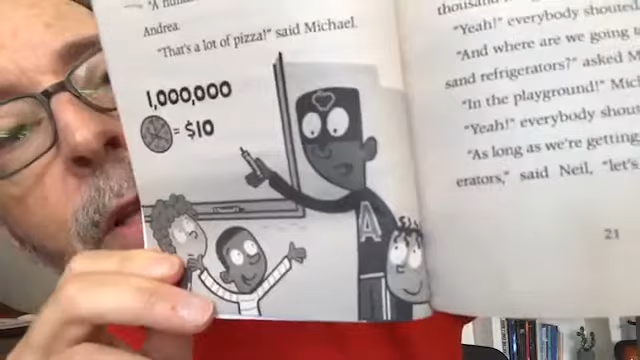 "A
Andrea.
"That's a lot of pizza!" said Michael.
1,000,000
= $10
A
"Yeah!" everybody shouted
"And where are we going
sand refrigerators?" asked M
"In the playground!" Mic
"Yeah!" everybody shou
"As long as we're getting
erators," said Neil, "let's
21